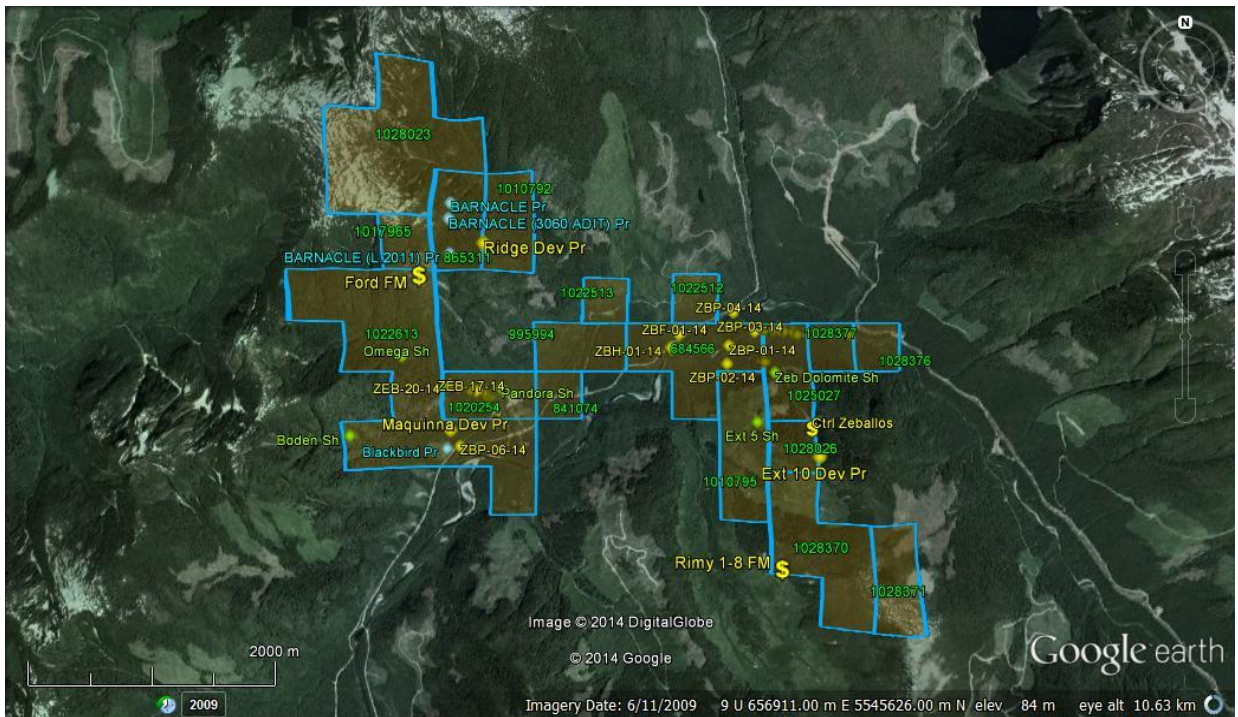 N
1028023
1010792
BARNACLE Pr
BARNACLE (3060 ADIT) Pr
1017965
Ridge Dev Pr
BARNACLE (L.2011) Pr 865311
Ford FM $
1022513
1022512
ZBP-04-14
1022613
995994
ZBF-01-14
ZBP-03-14
1028377
Omega Sh
ZBH-01-14
684566
ZBP-01-14
1028376
ZBP-02-14
Zeb Dolomite Sh
ZEB-20-14
ZEB-17-14
Pandora Sh
1025027
1020254
841074
Maquinna Dev Pr
$ Ctrl Zeballos
Boden Sh
Ext 5 Sh
Blackbird Pr
ZBP-06-14
1028026
Ext 10 Dev Pr
1010795
1028370
Rimy 1-8 FM $
1028371
Image © 2014 DigitalGlobe
© 2014 Google
2000 m
Google earth
2009
Imagery Date: 6/11/2009 9 U 656911.00 m E 5545626.00 m N elev 84 m eye alt 10.63 km